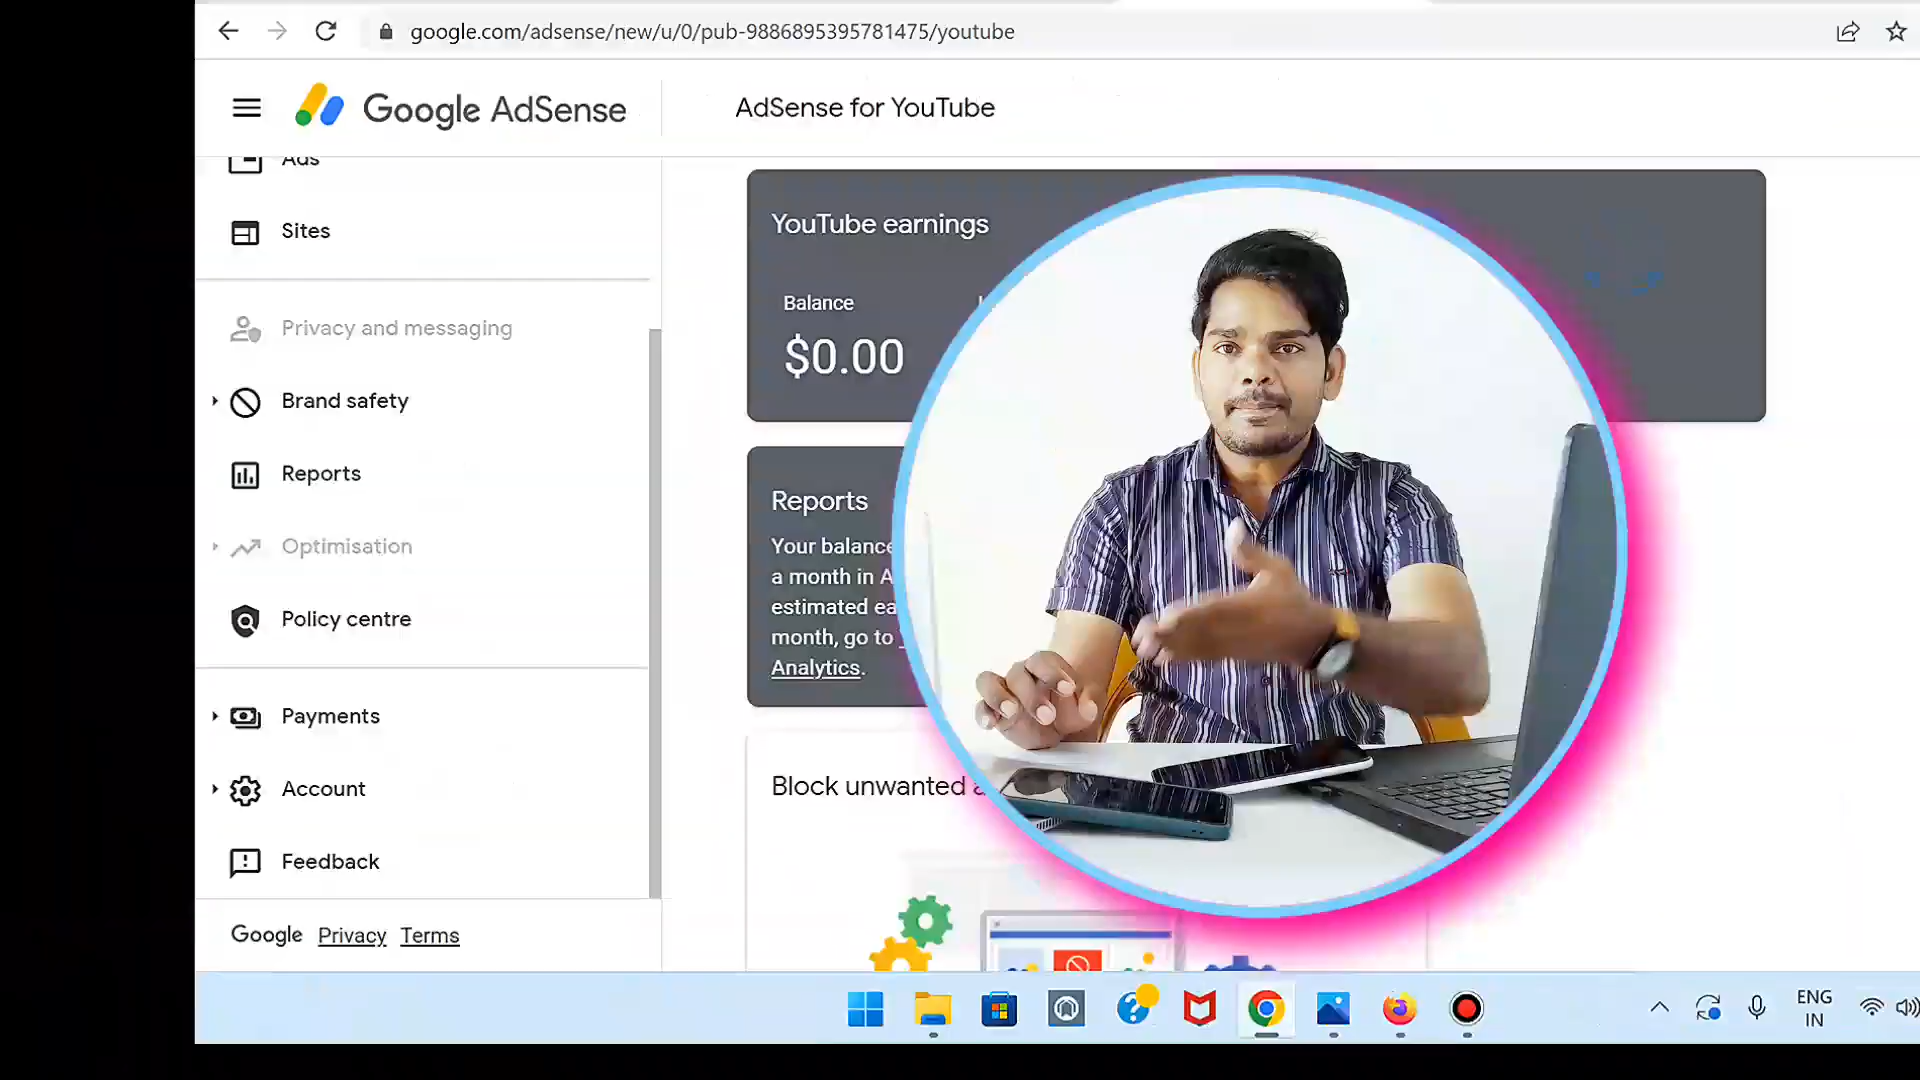 google.com/adsense/new/u/0/pub-9886895395781475/youtube
Google AdSense
AdSense for YouTube
Ads
Sites
Privacy and messaging
Brand safety
Reports
Optimisation
Policy centre
Payments
Account
Feedback
Google Privacy Terms
YouTube earnings
Balance
$0.00
Reports
Your balance
a month in A
estimated ea
month, go to
Analytics.
Block unwanted a
ENG
IN